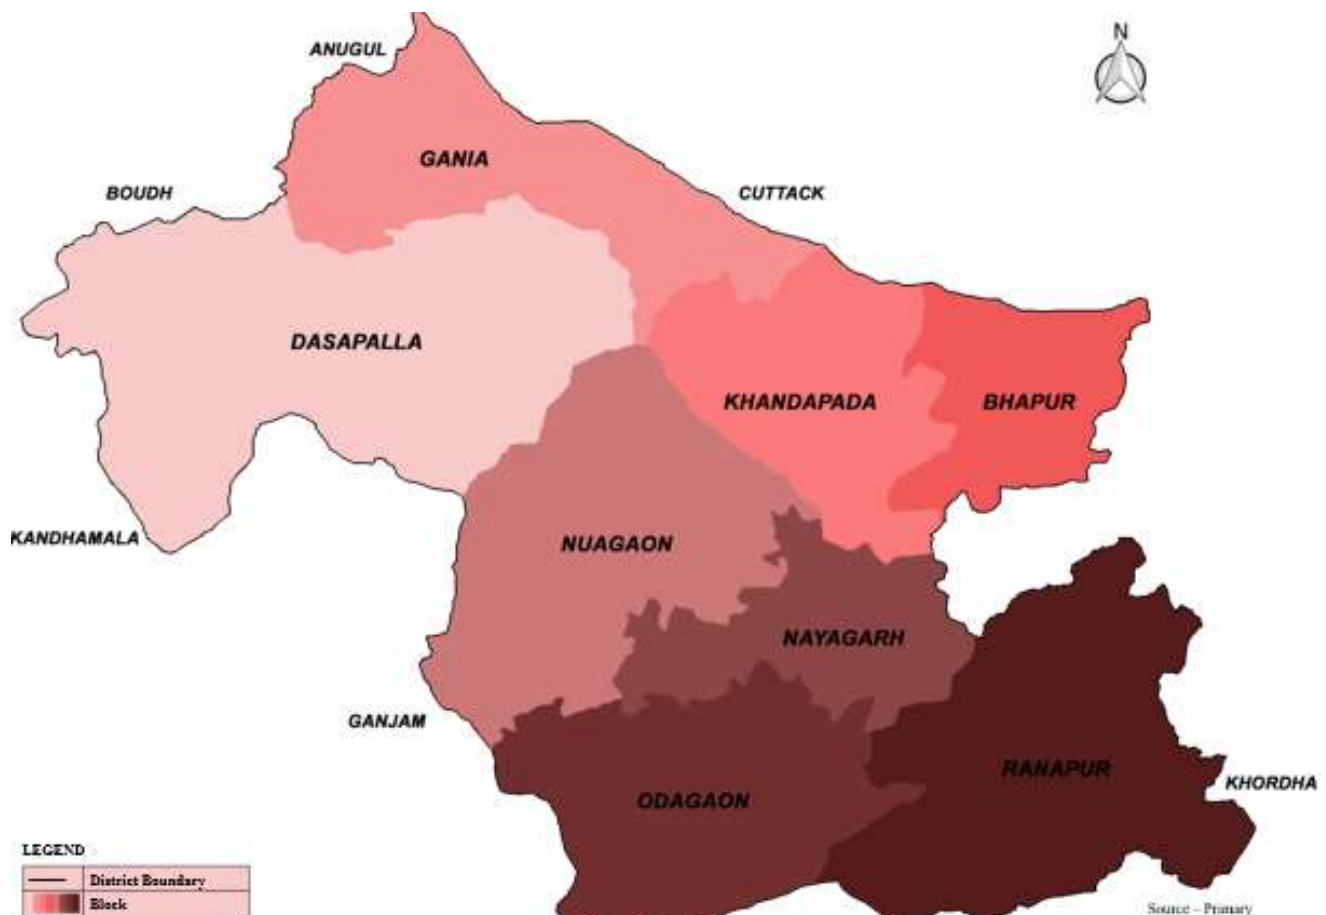 N
ANUGUL
GANIA
BOUDH
CUTTACK
DASAPALLA
KHANDAPADA
BHAPUR
KANDHAMALA
NUAGAON
NAYAGARH
GANJAM
RANAPUR
KHORDHA
ODAGAON
LEGEND
District Boundary
Block
Source – Primary